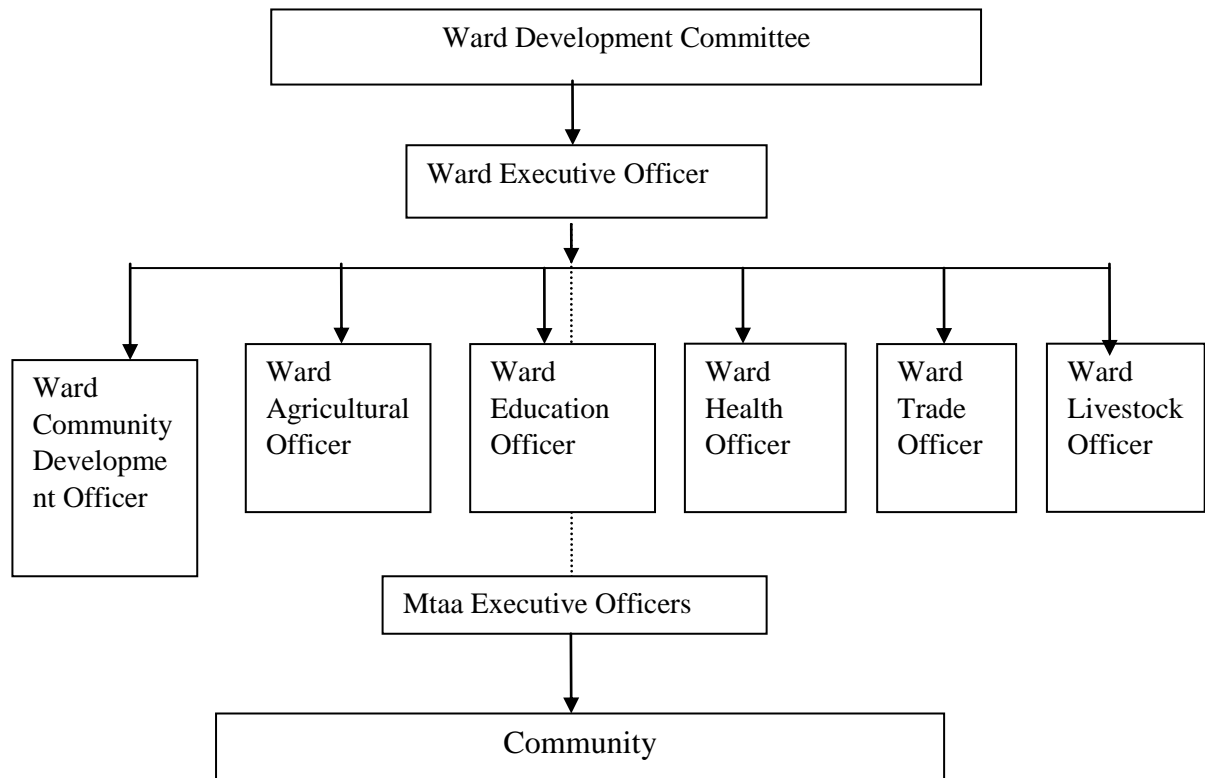 Ward Development Committee
Ward Executive Officer
Ward
Community
Developme
nt Officer
Ward
Agricultural
Officer
Ward
Education
Officer
Ward
Health
Officer
Ward
Trade
Officer
Ward
Livestock
Officer
Mtaa Executive Officers
Community